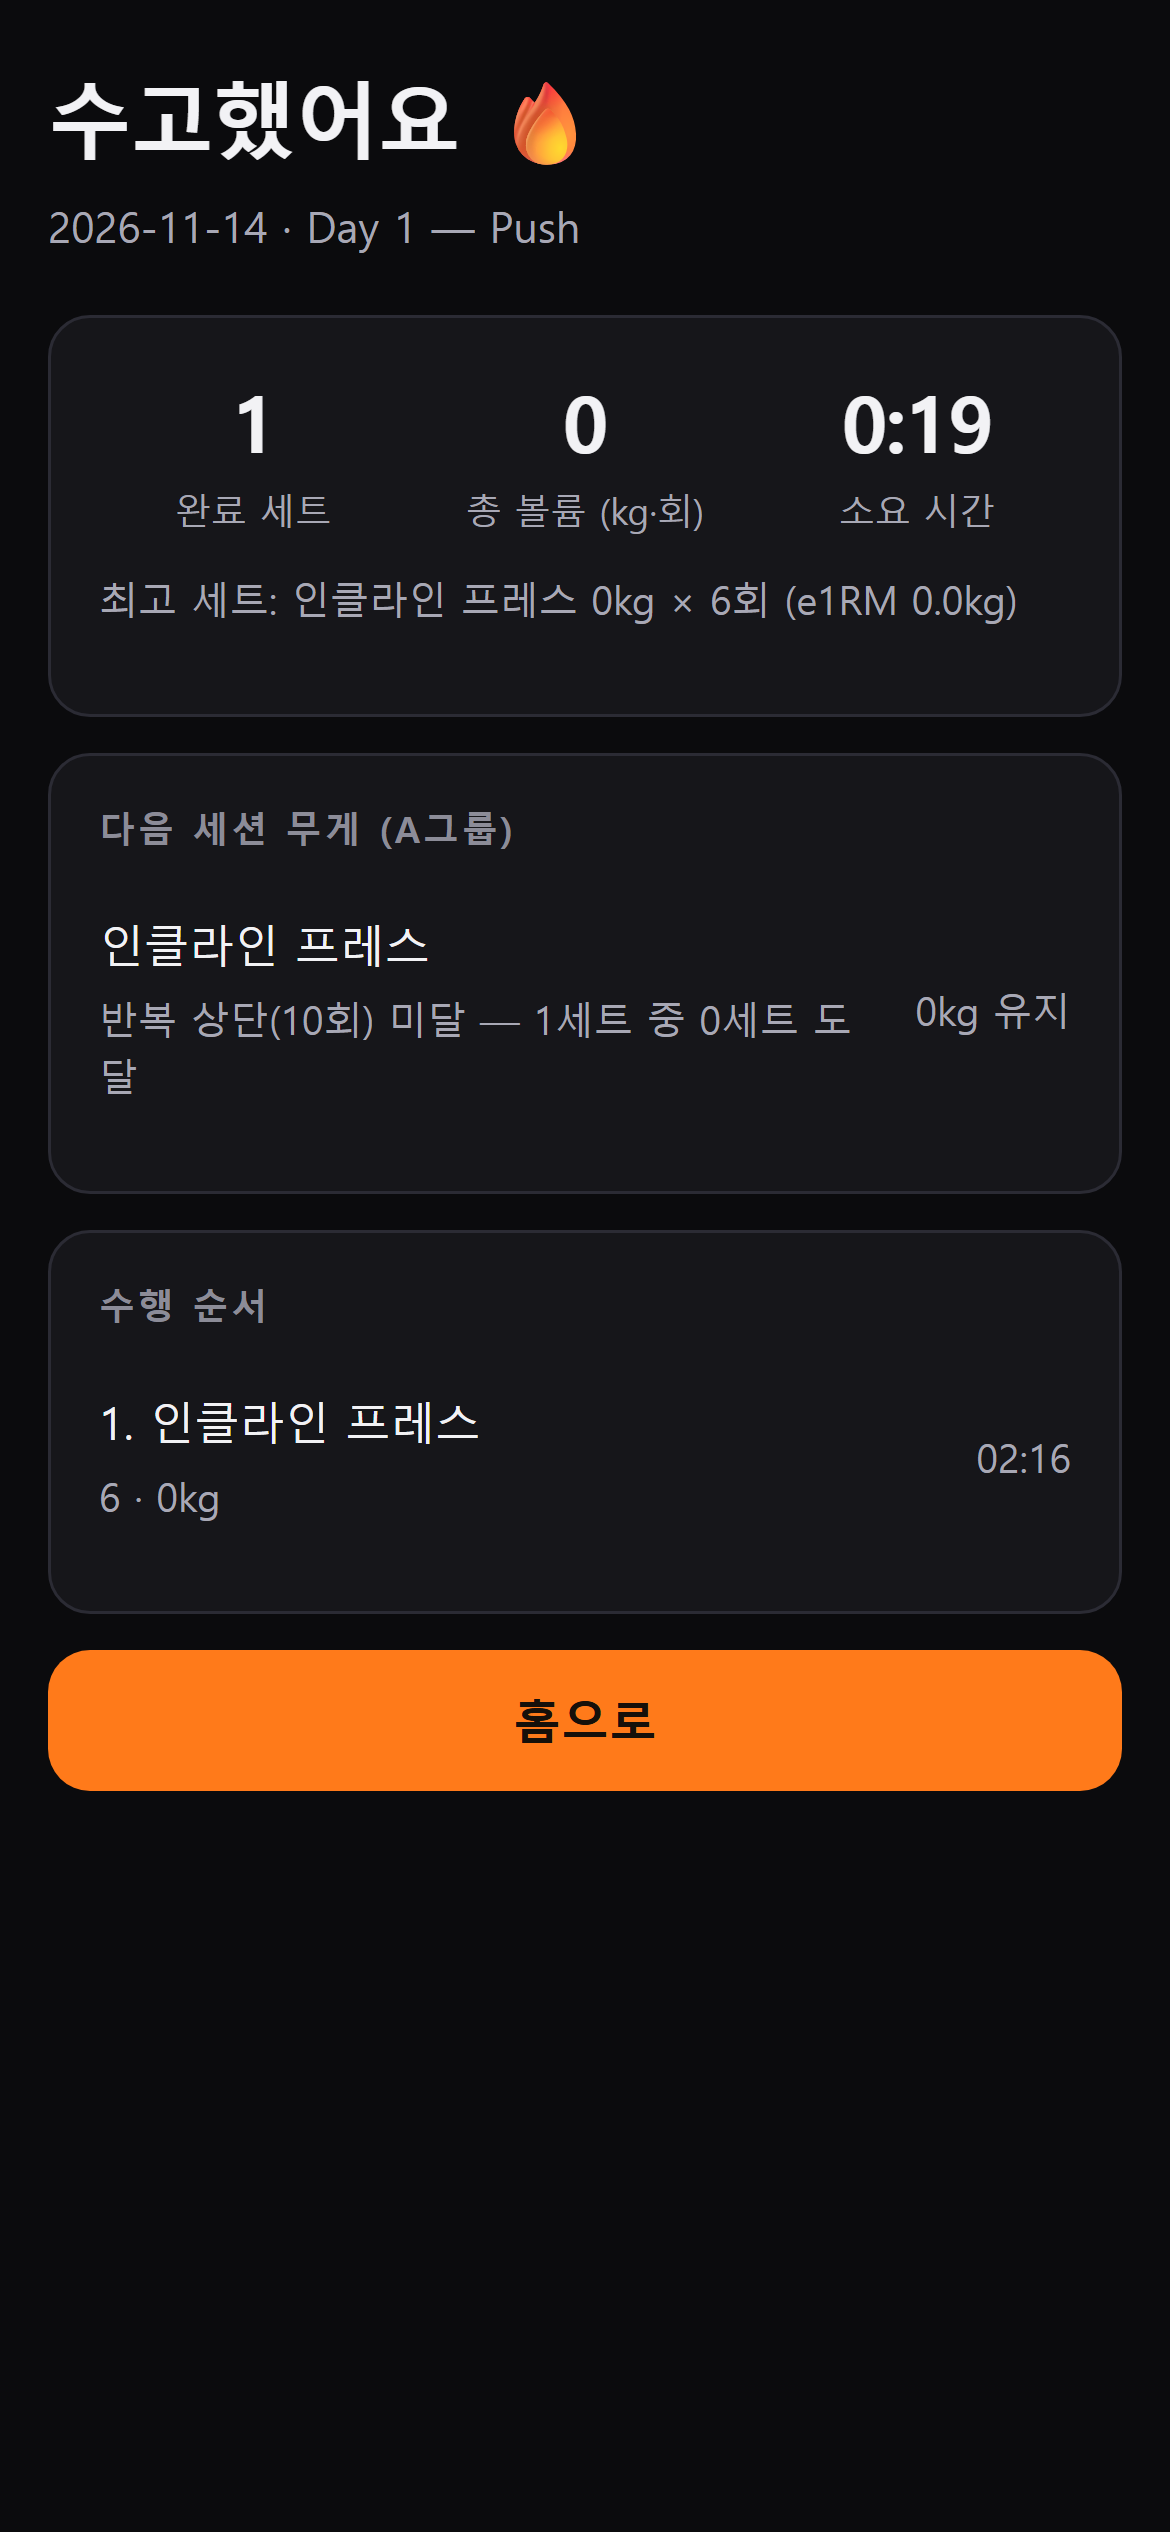 수고했어요 🔥
2026-11-14 · Day 1 — Push
1
0
0:19
완료 세트
총 볼륨 (kg·회)
소요 시간
최고 세트: 인클라인 프레스 0kg × 6회 (e1RM 0.0kg)
다음 세션 무게 (A그룹)
인클라인 프레스
반복 상단(10회) 미달 — 1세트 중 0세트 도
달
0kg 유지
수행 순서
1. 인클라인 프레스
6 · 0kg
02:16
홈으로